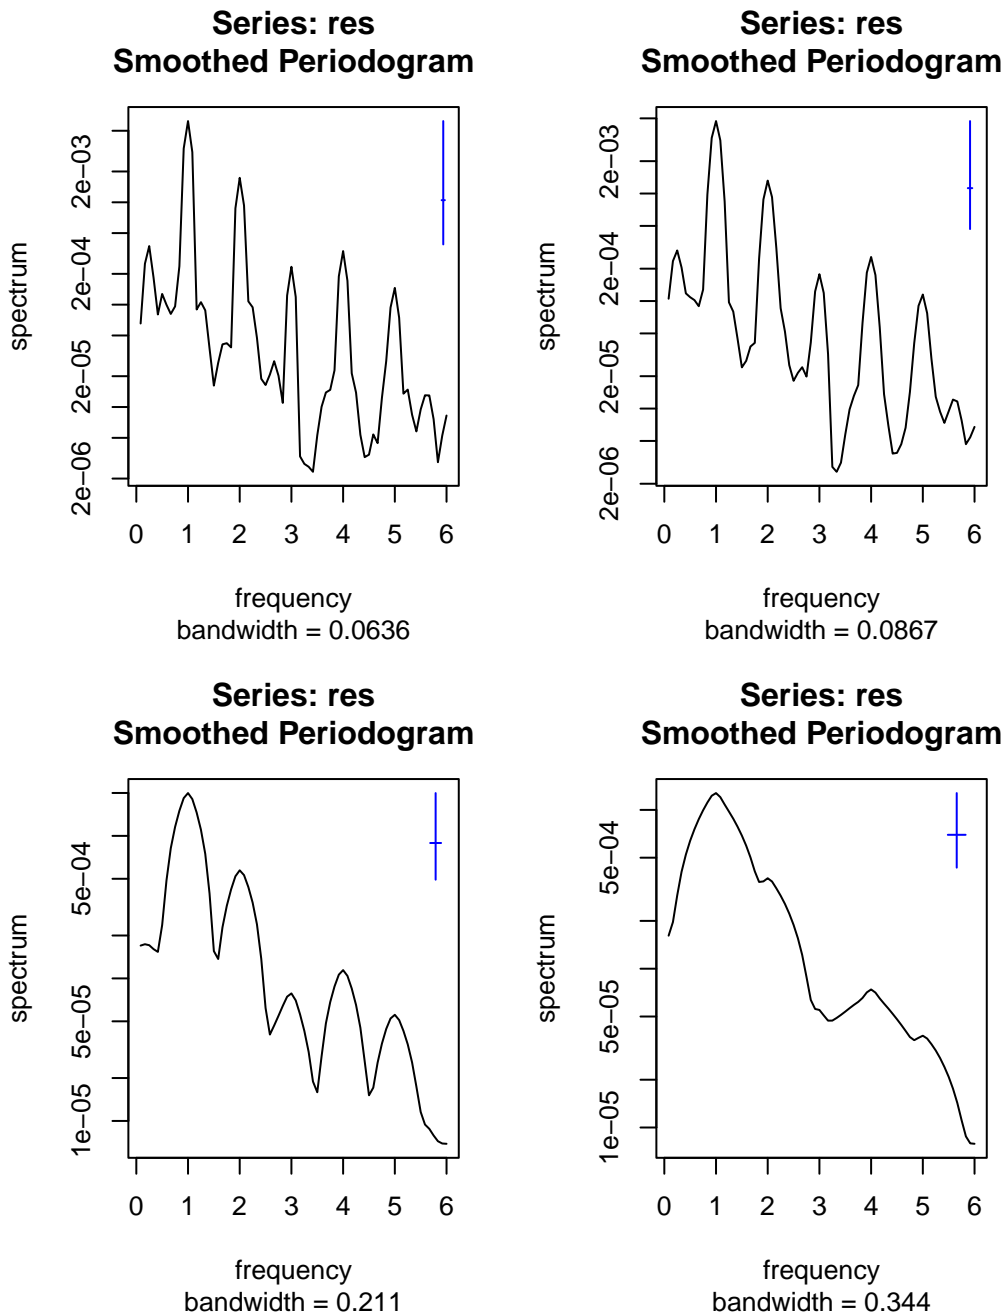 Series: res
Smoothed Periodogram
spectrum
2e−03
2e−04
2e−05
2e−06
0 1 2 3 4 5 6
frequency
bandwidth = 0.0636
Series: res
Smoothed Periodogram
spectrum
2e−03
2e−04
2e−05
2e−06
0 1 2 3 4 5 6
frequency
bandwidth = 0.0867
Series: res
Smoothed Periodogram
spectrum
5e−04
5e−05
1e−05
0 1 2 3 4 5 6
frequency
bandwidth = 0.211
Series: res
Smoothed Periodogram
spectrum
5e−04
5e−05
1e−05
0 1 2 3 4 5 6
frequency
bandwidth = 0.344